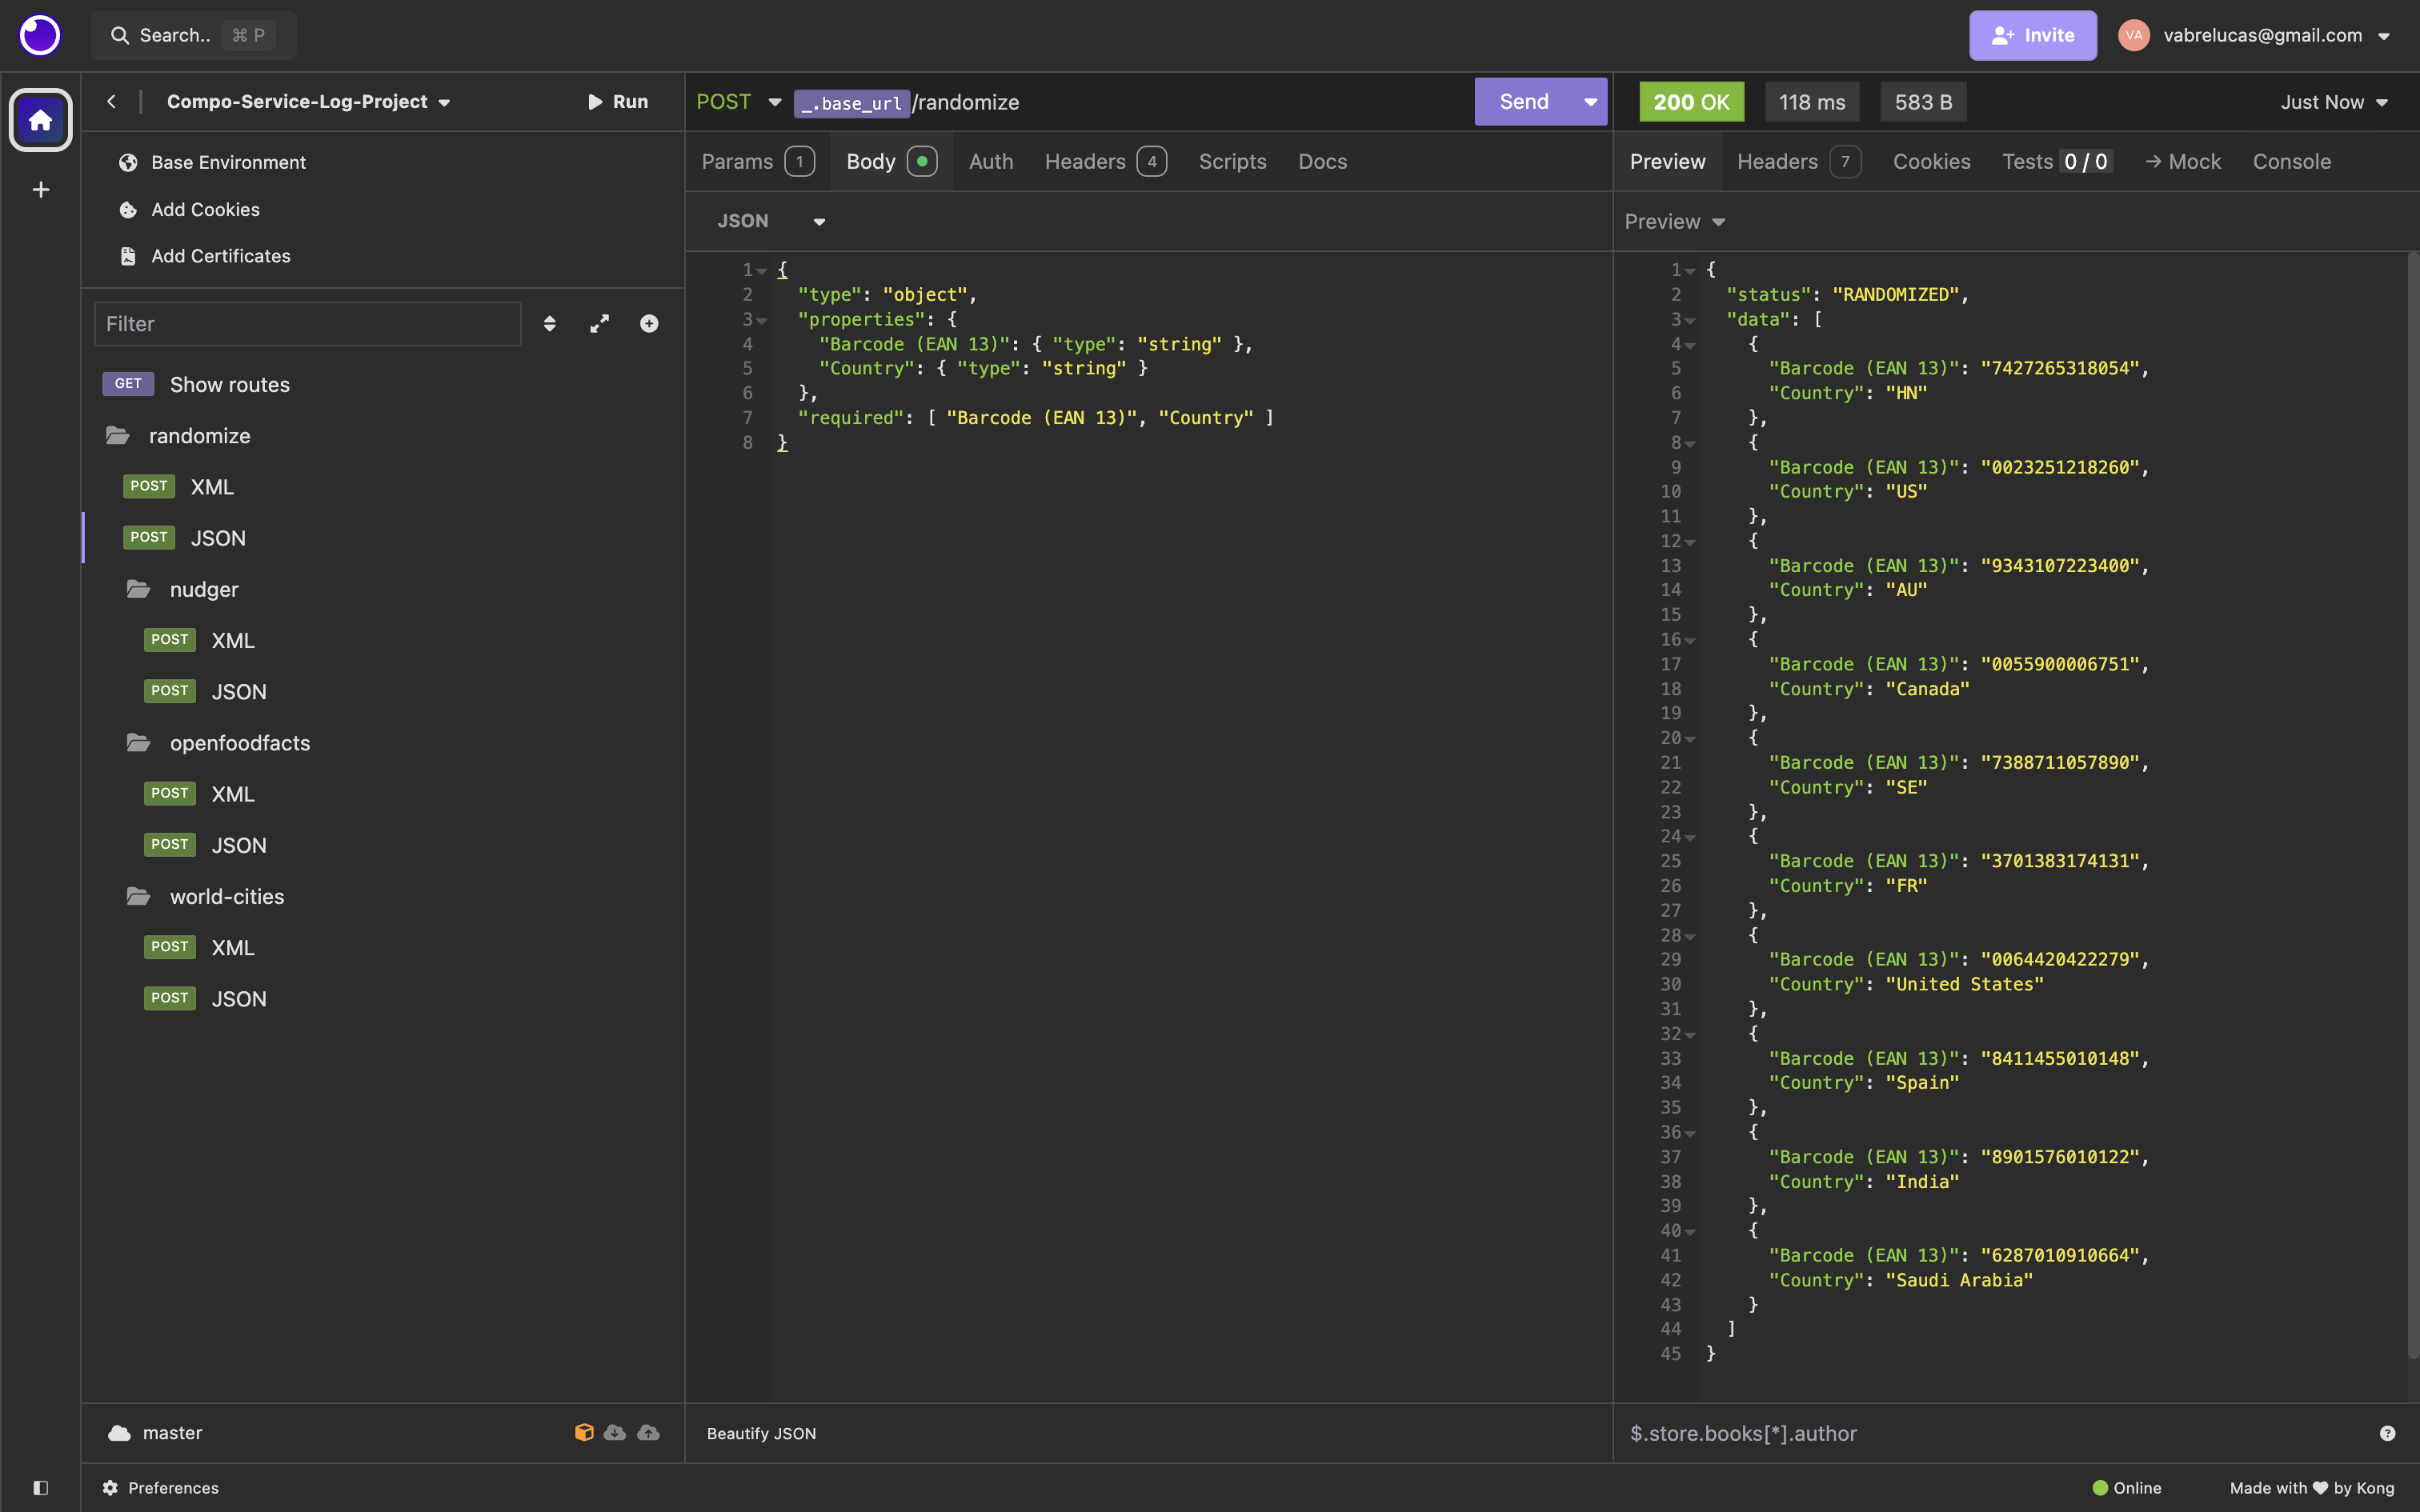 Search.. ⌘ P
Invite
VA vabrelucas@gmail.com
Compo-Service-Log-Project
Run
Base Environment
Add Cookies
Add Certificates
Filter
GET Show routes
randomize
POST XML
POST JSON
nudger
POST XML
POST JSON
openfoodfacts
POST XML
POST JSON
world-cities
POST XML
POST JSON
master
Preferences
POST _.base_url/randomize
Send
Params 1 Body Auth Headers 4 Scripts Docs
JSON
1 {
2 "type": "object",
3 "properties": {
4 "Barcode (EAN 13)": { "type": "string" },
5 "Country": { "type": "string" }
6 },
7 "required": [ "Barcode (EAN 13)", "Country" ]
8 }
Beautify JSON
200 OK 118 ms 583 B Just Now
Preview Headers 7 Cookies Tests 0 / 0 → Mock Console
Preview
1 {
2 "status": "RANDOMIZED",
3 "data": [
4 {
5 "Barcode (EAN 13)": "7427265318054",
6 "Country": "HN"
7 },
8 {
9 "Barcode (EAN 13)": "0023251218260",
10 "Country": "US"
11 },
12 {
13 "Barcode (EAN 13)": "9343107223400",
14 "Country": "AU"
15 },
16 {
17 "Barcode (EAN 13)": "0055900006751",
18 "Country": "Canada"
19 },
20 {
21 "Barcode (EAN 13)": "7388711057890",
22 "Country": "SE"
23 },
24 {
25 "Barcode (EAN 13)": "3701383174131",
26 "Country": "FR"
27 },
28 {
29 "Barcode (EAN 13)": "0064420422279",
30 "Country": "United States"
31 },
32 {
33 "Barcode (EAN 13)": "8411455010148",
34 "Country": "Spain"
35 },
36 {
37 "Barcode (EAN 13)": "8901576010122",
38 "Country": "India"
39 },
40 {
41 "Barcode (EAN 13)": "6287010910664",
42 "Country": "Saudi Arabia"
43 }
44 ]
45 }
$.store.books[*].author
Online
Made with ♥ by Kong